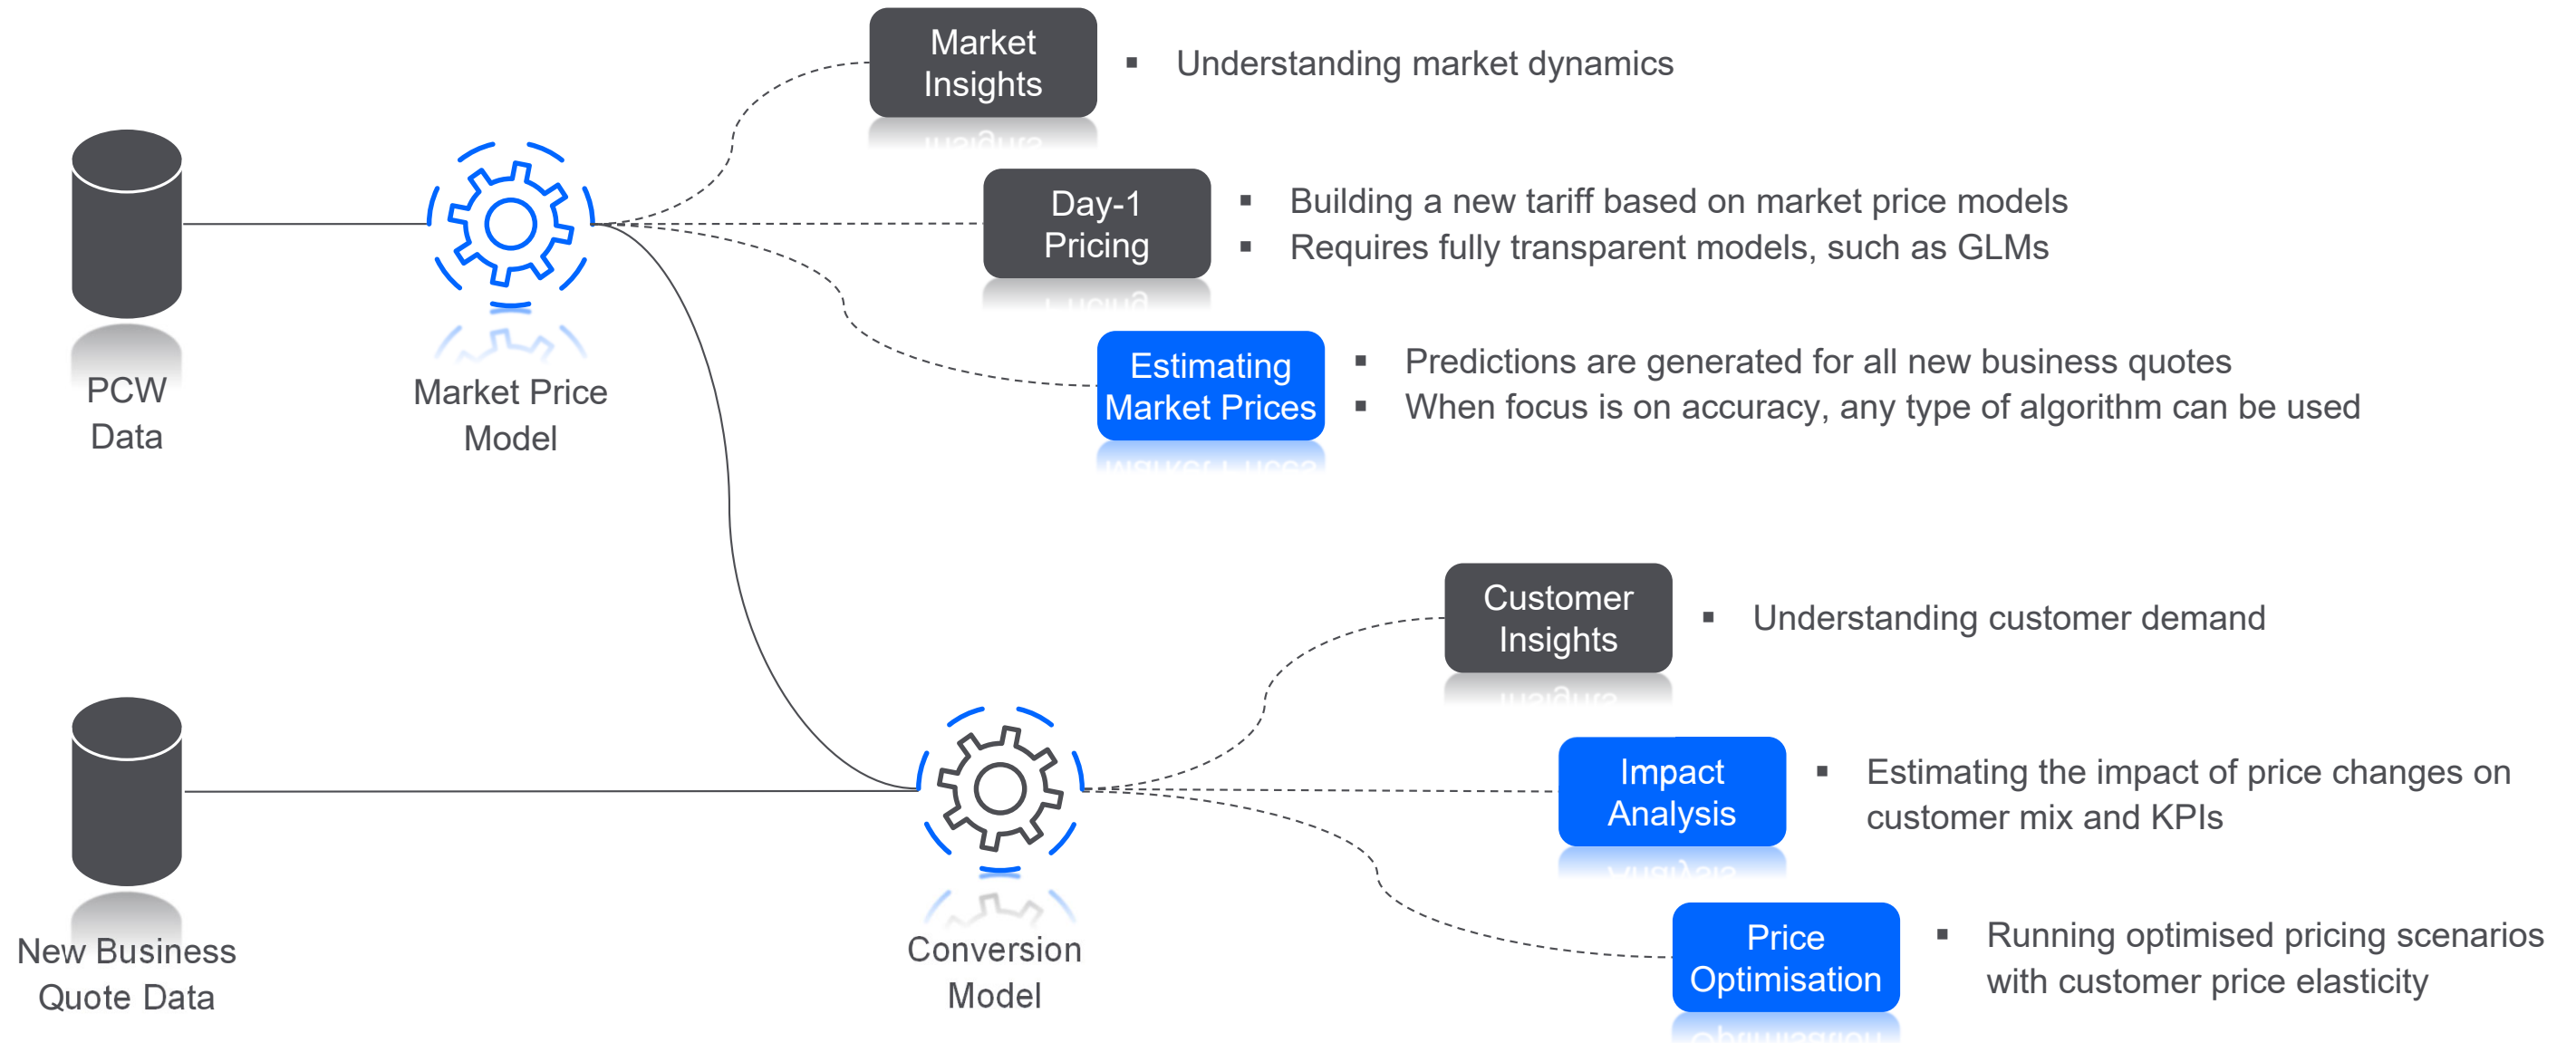 Market
Insights
Understanding market dynamics
Day-1
Pricing
Building a new tariff based on market price models
Requires fully transparent models, such as GLMs
Estimating
Market Prices
Predictions are generated for all new business quotes
When focus is on accuracy, any type of algorithm can be used
PCW
Data
Market Price
Model
Customer
Insights
Understanding customer demand
Impact
Analysis
Estimating the impact of price changes on
customer mix and KPIs
Price
Optimisation
Running optimised pricing scenarios
with customer price elasticity
New Business
Quote Data
Conversion
Model